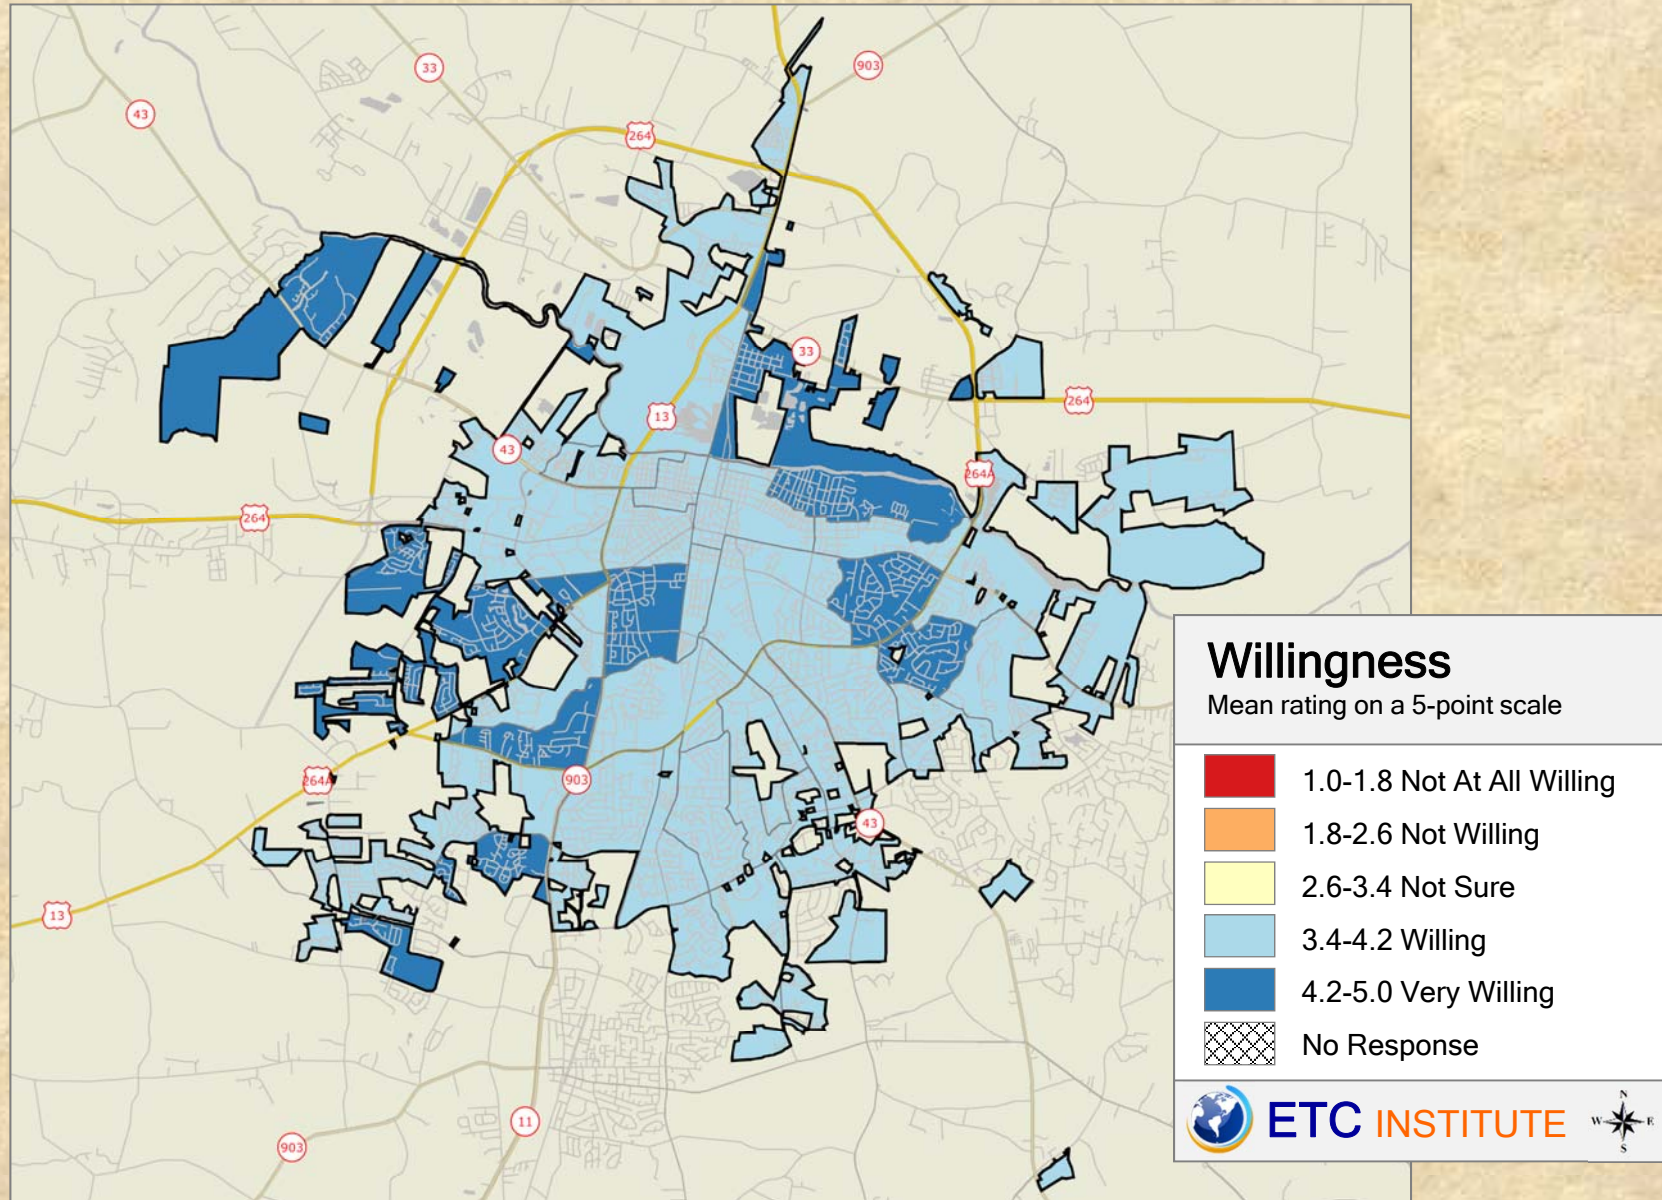 33
903
43
264
33
264
13
43
264A
264
903
264A
43
13
11
903
Willingness
Mean rating on a 5-point scale
1.0-1.8 Not At All Willing
1.8-2.6 Not Willing
2.6-3.4 Not Sure
3.4-4.2 Willing
4.2-5.0 Very Willing
No Response
ETC INSTITUTE
N
W E
S